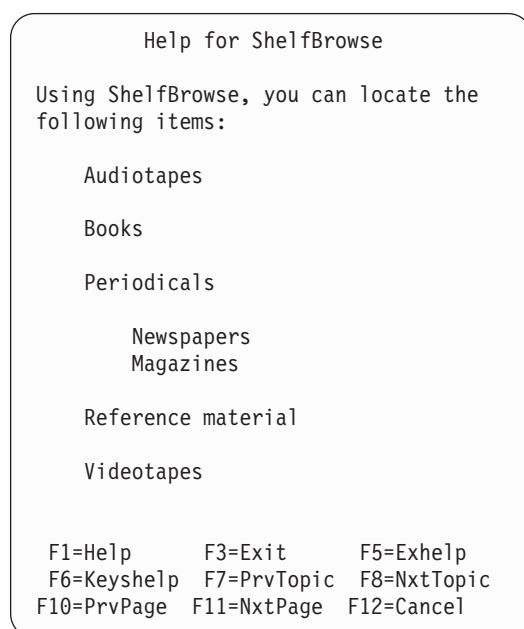 Help for ShelfBrowse
Using ShelfBrowse, you can locate the
following items:
Audiotapes
Books
Periodicals
Newspapers
Magazines
Reference material
Videotapes
F1=Help F3=Exit F5=Exhelp
F6=Keyshelp F7=PrvTopic F8=NxtTopic
F10=PrvPage F11=NxtPage F12=Cancel